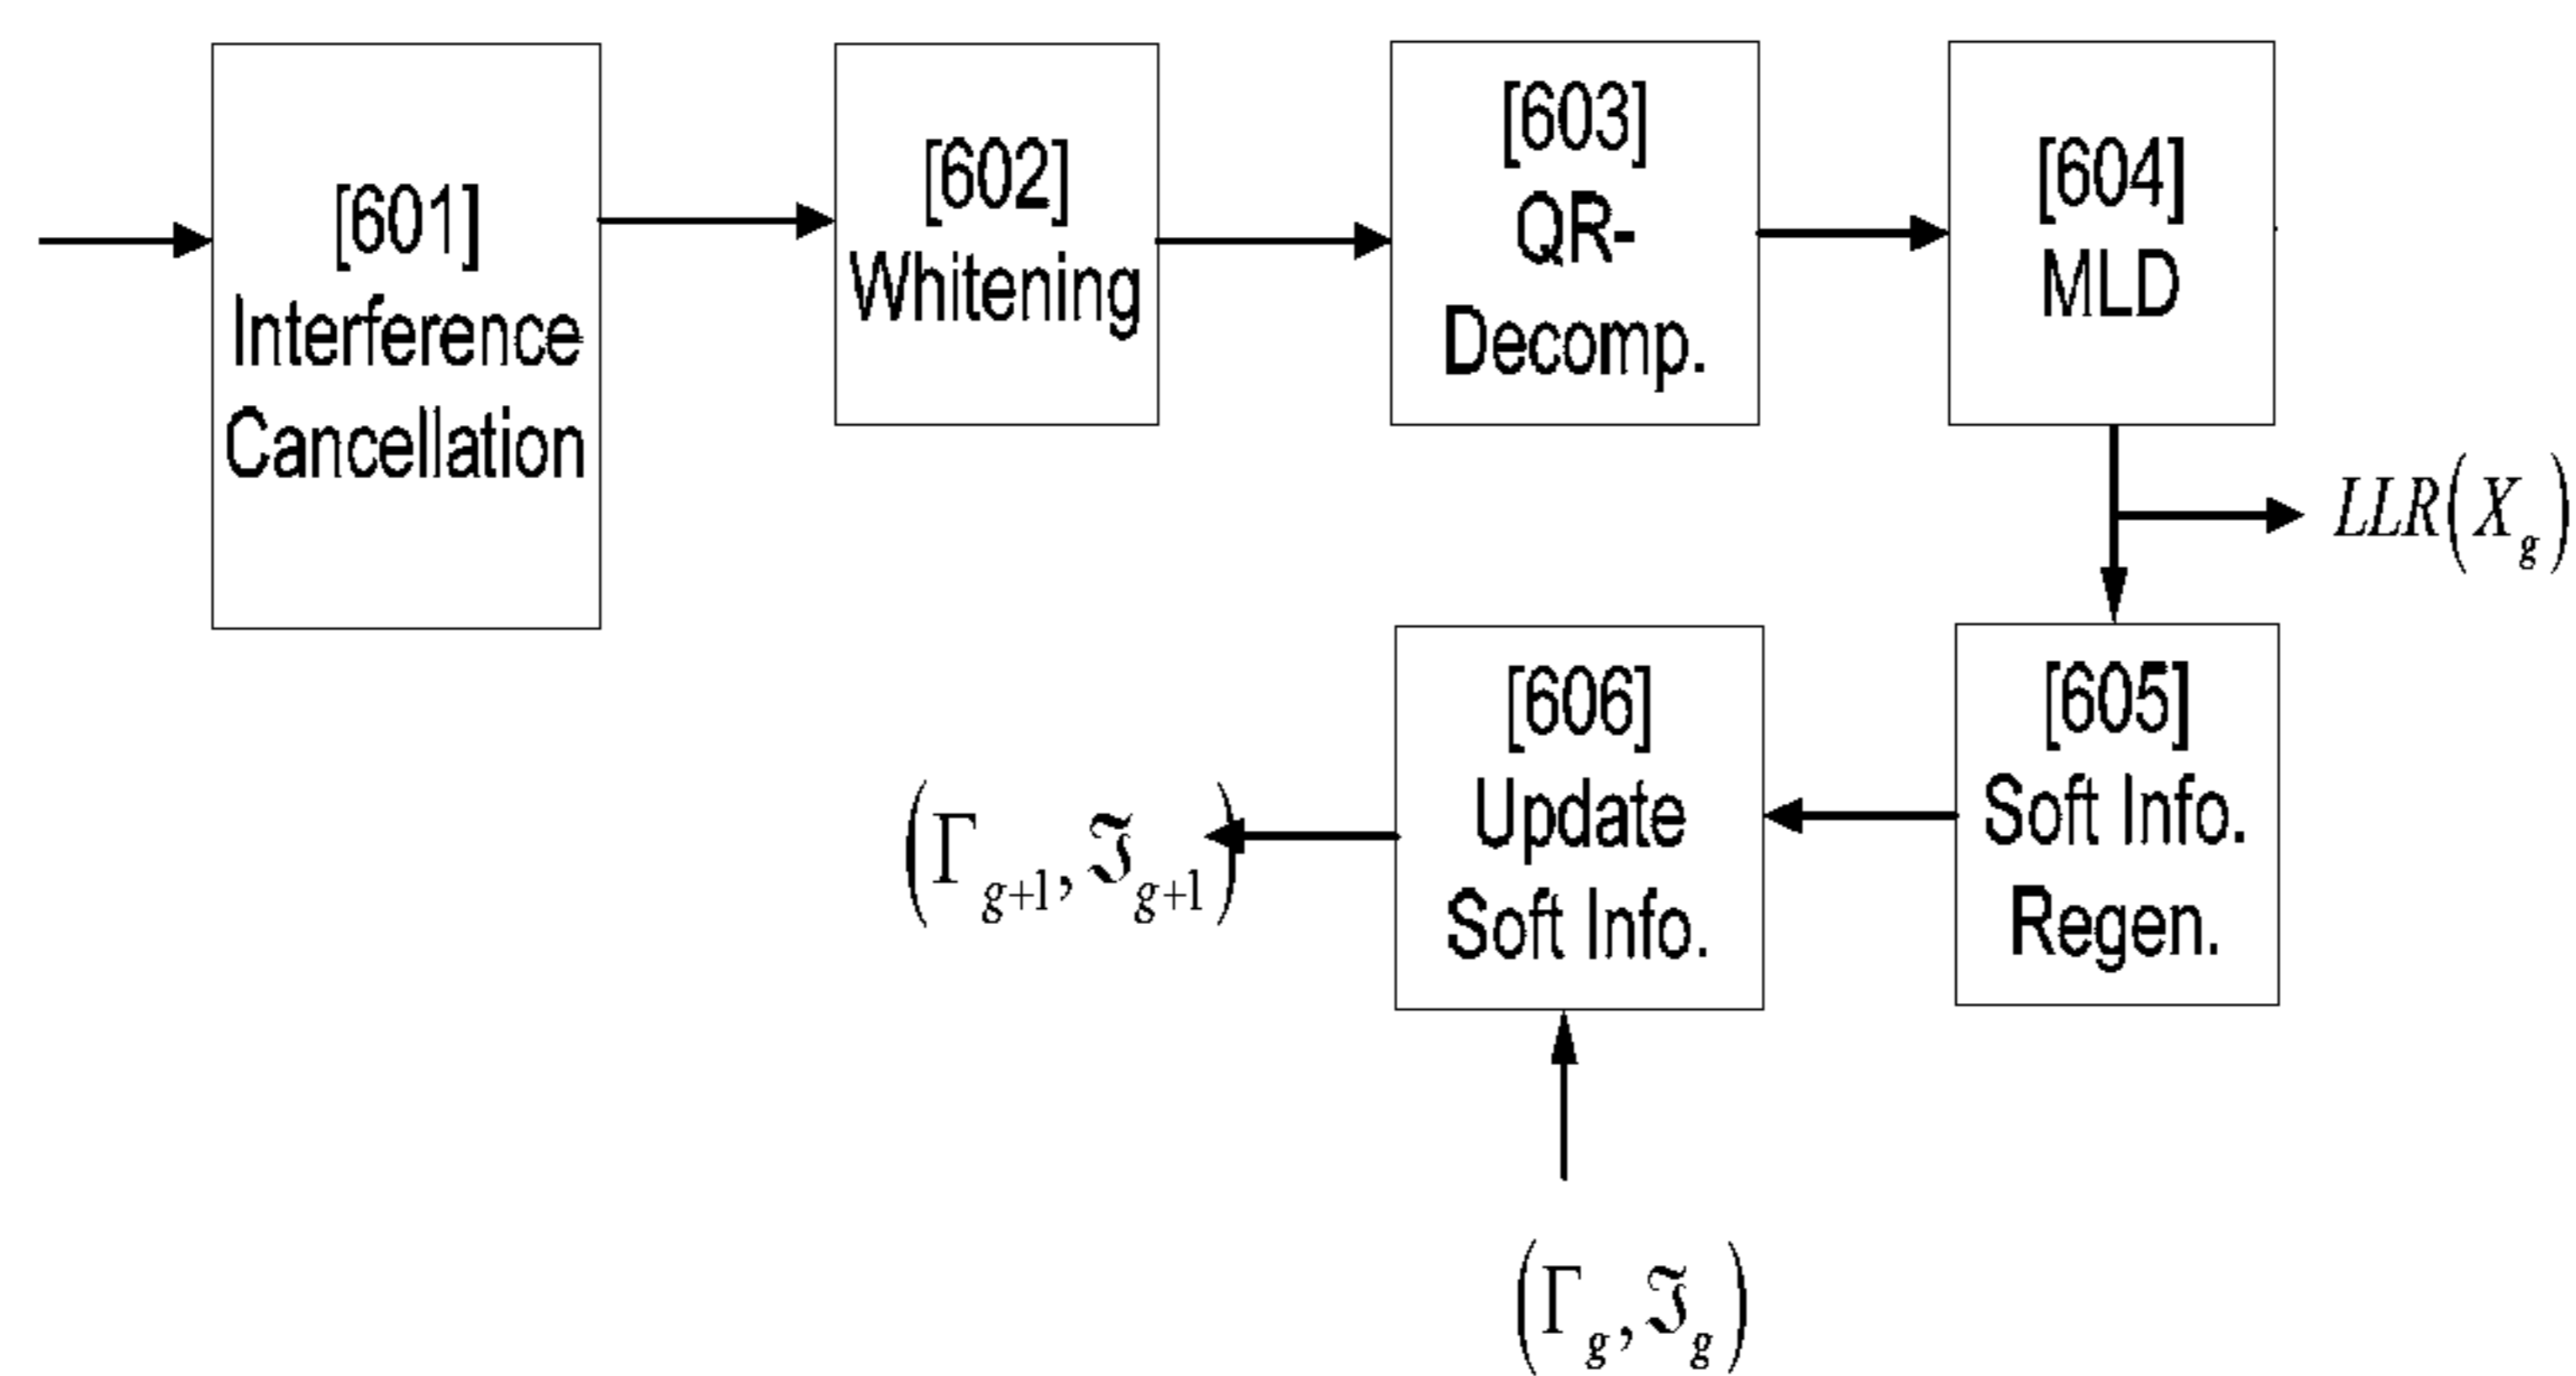 [601]
Interference
Cancellation
[602]
Whitening
[603]
QR-
Decomp.
[604]
MLD
LLR(X_g)
[605]
Soft Info.
Regen.
[606]
Update
Soft Info.
(Γ_{g+1}, ℑ_{g+1})
(Γ_g, ℑ_g)